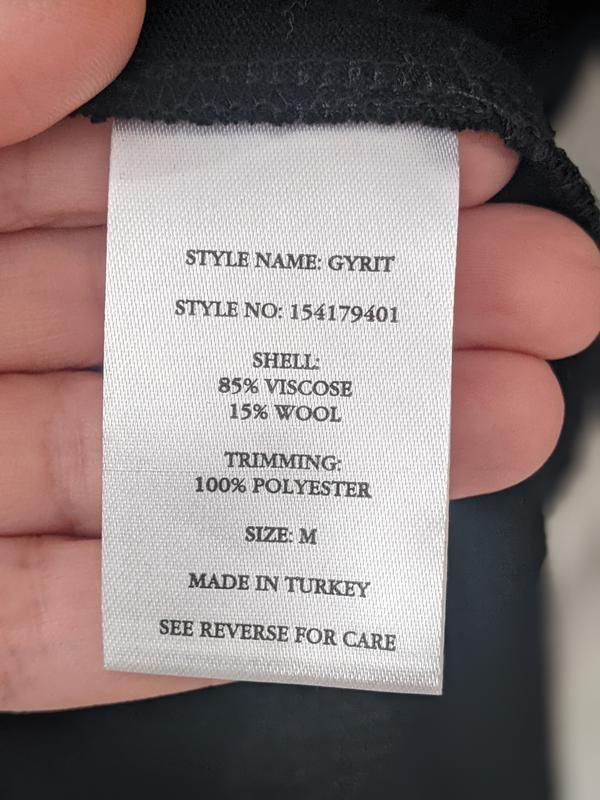 STYLE NAME: GYRIT
STYLE NO: 154179401
SHELL:
85% VISCOSE
15% WOOL
TRIMMING:
100% POLYESTER
SIZE: M
MADE IN TURKEY
SEE REVERSE FOR CARE